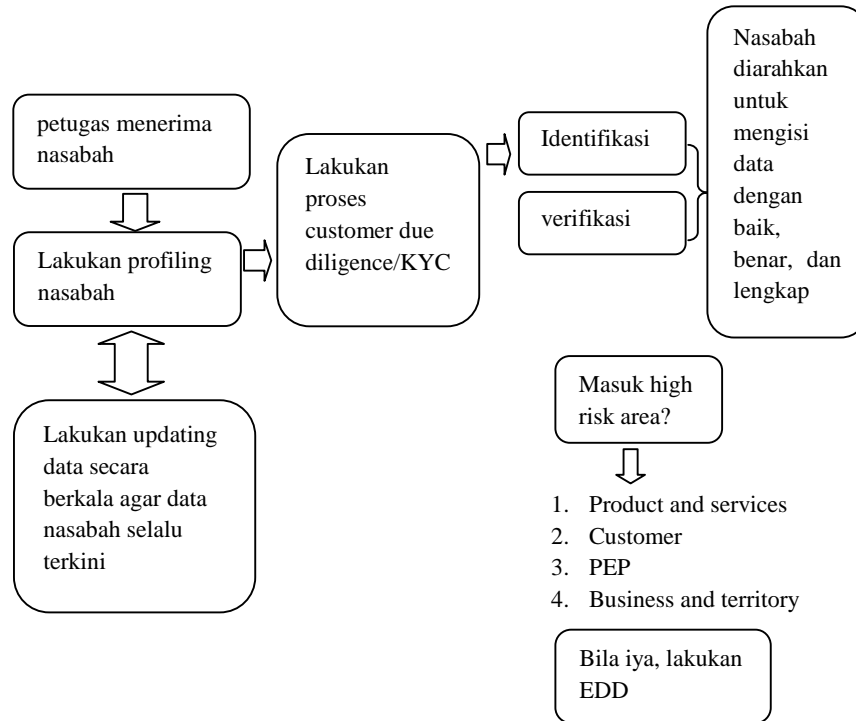 petugas menerima
nasabah
Lakukan profiling
nasabah
Lakukan updating
data secara
berkala agar data
nasabah selalu
terkini
Lakukan
proses
customer due
diligence/KYC
Identifikasi
verifikasi
Nasabah
diarahkan
untuk
mengisi
data
dengan
baik,
benar, dan
lengkap
Masuk high
risk area?
1. Product and services
2. Customer
3. PEP
4. Business and territory
Bila iya, lakukan
EDD